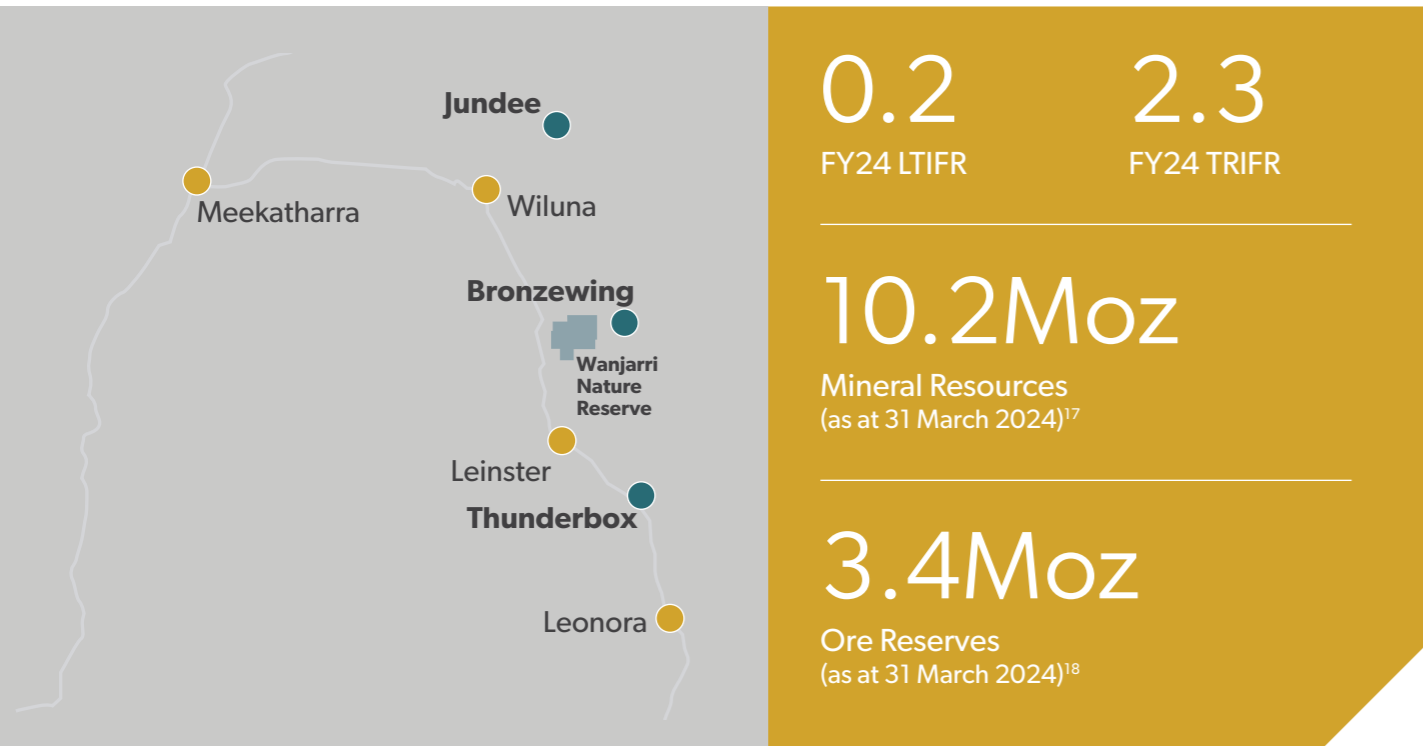 Jundee
Meekatharra
Wiluna
Bronzewing
Wanjarri
Nature
Reserve
Leinster
Thunderbox
Leonora
0.2
FY24 LTIFR
2.3
FY24 TRIFR
10.2Moz
Mineral Resources
(as at 31 March 2024)¹⁷
3.4Moz
Ore Reserves
(as at 31 March 2024)¹⁸